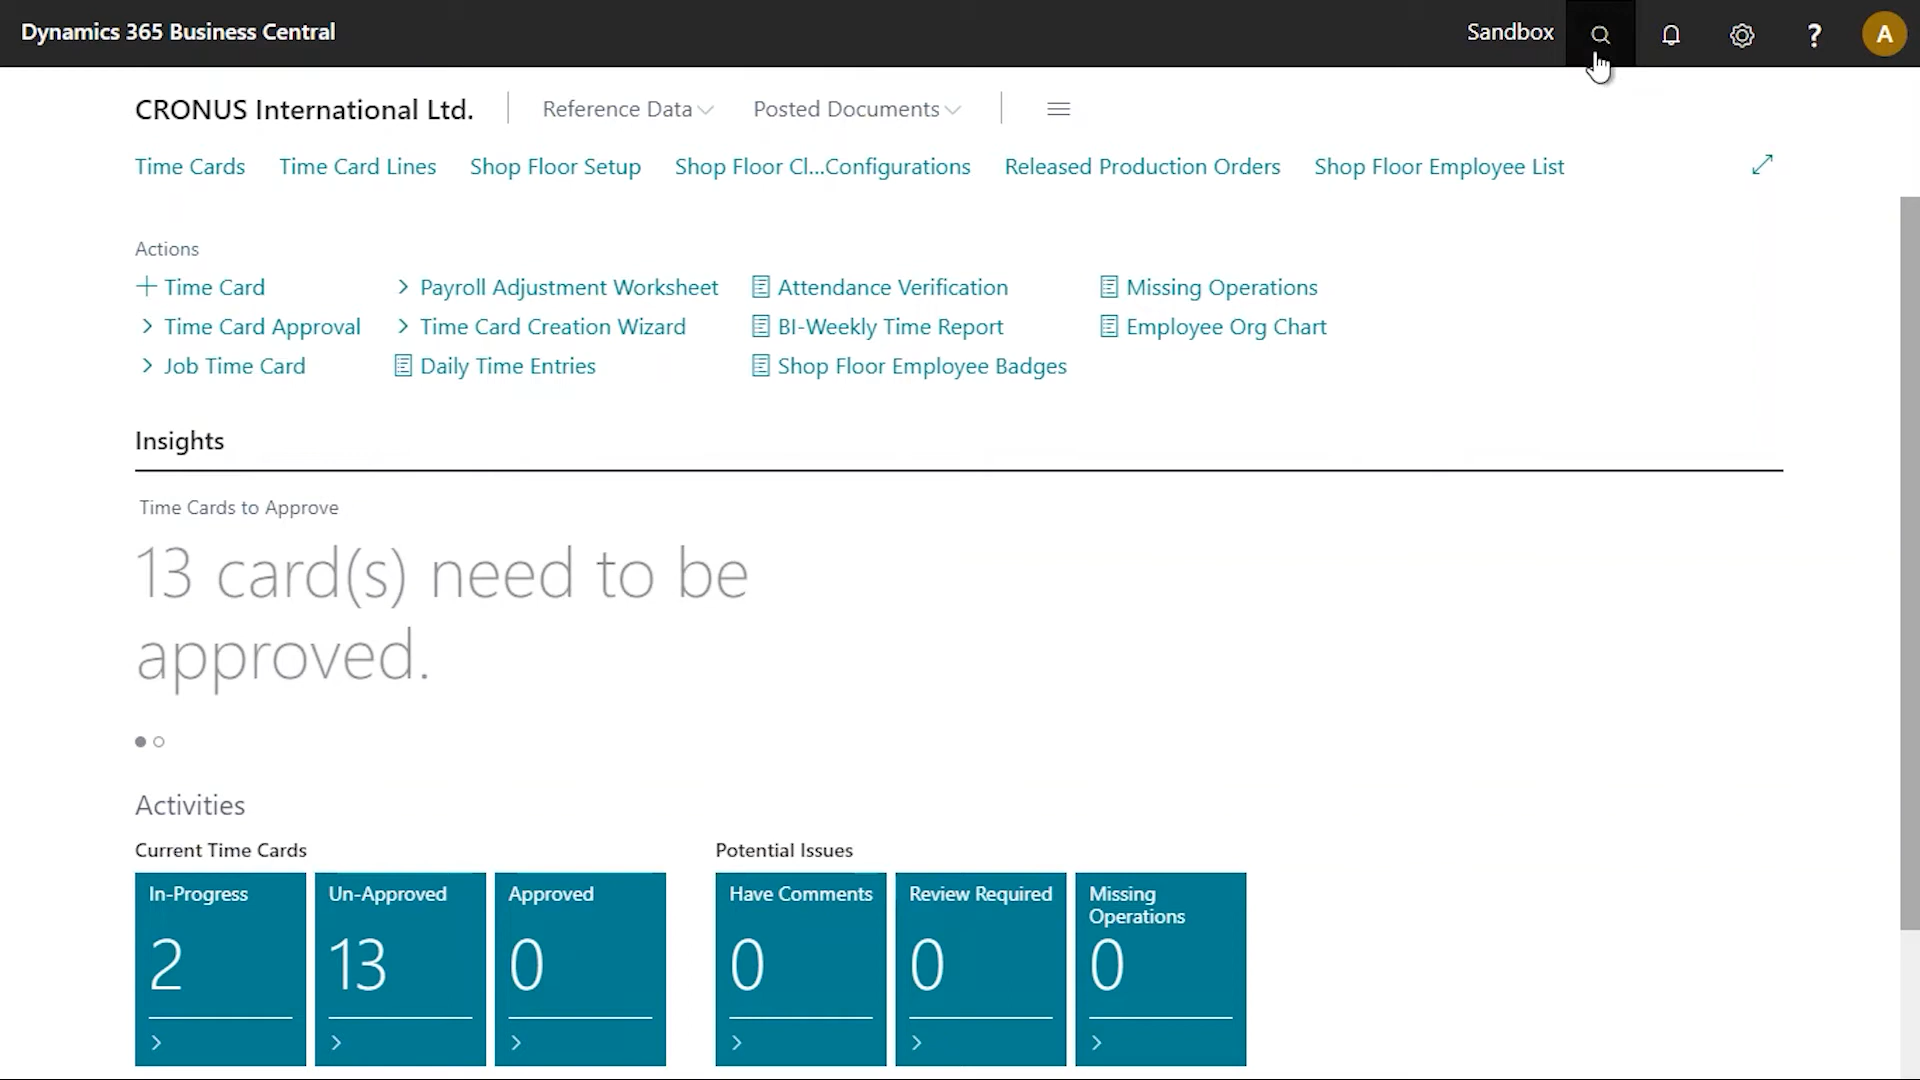 Dynamics 365 Business Central
Sandbox
?
A
CRONUS International Ltd.
Reference Data
Posted Documents
Time Cards
Time Card Lines
Shop Floor Setup
Shop Floor Cl...Configurations
Released Production Orders
Shop Floor Employee List
Actions
Time Card
Payroll Adjustment Worksheet
Attendance Verification
Missing Operations
Time Card Approval
Time Card Creation Wizard
BI-Weekly Time Report
Employee Org Chart
Job Time Card
Daily Time Entries
Shop Floor Employee Badges
Insights
Time Cards to Approve
13 card(s) need to be
approved.
Activities
Current Time Cards
In-Progress
2
Un-Approved
13
Approved
0
Potential Issues
Have Comments
0
Review Required
0
Missing
Operations
0